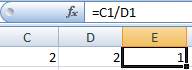 fx =C1/D1
C D E
2 2 1